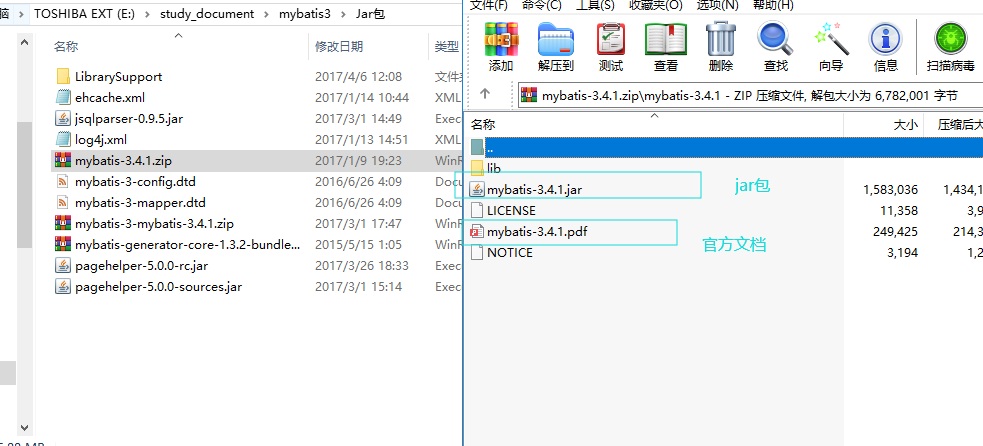 脑 › TOSHIBA EXT (E:) › study_document › mybatis3 › Jar包
名称 修改日期 类型
LibrarySupport 2017/4/6 12:08 文件夹
ehcache.xml 2017/1/14 10:44 XML
jsqlparser-0.9.5.jar 2017/3/1 14:49 Exec
log4j.xml 2017/1/13 14:51 XML
mybatis-3.4.1.zip 2017/1/9 19:23 WinR
mybatis-3-config.dtd 2016/6/26 4:09 Docu
mybatis-3-mapper.dtd 2016/6/26 4:09 Docu
mybatis-3-mybatis-3.4.1.zip 2017/3/1 17:47 WinR
mybatis-generator-core-1.3.2-bundle... 2015/5/15 1:05 WinR
pagehelper-5.0.0-rc.jar 2017/3/26 18:33 Exec
pagehelper-5.0.0-sources.jar 2017/3/1 15:14 Exec
文件(F) 命令(C) 工具(S) 收藏夹(O) 选项(N) 帮助(H)
添加 解压到 测试 查看 删除 查找 向导 信息 扫描病毒
mybatis-3.4.1.zip\mybatis-3.4.1 - ZIP 压缩文件, 解包大小为 6,782,001 字节
名称 大小 压缩后大
..
lib
mybatis-3.4.1.jar 1,583,036 1,434,1
jar包
LICENSE 11,358 3,9
mybatis-3.4.1.pdf 249,425 214,3
官方文档
NOTICE 3,194 1,2